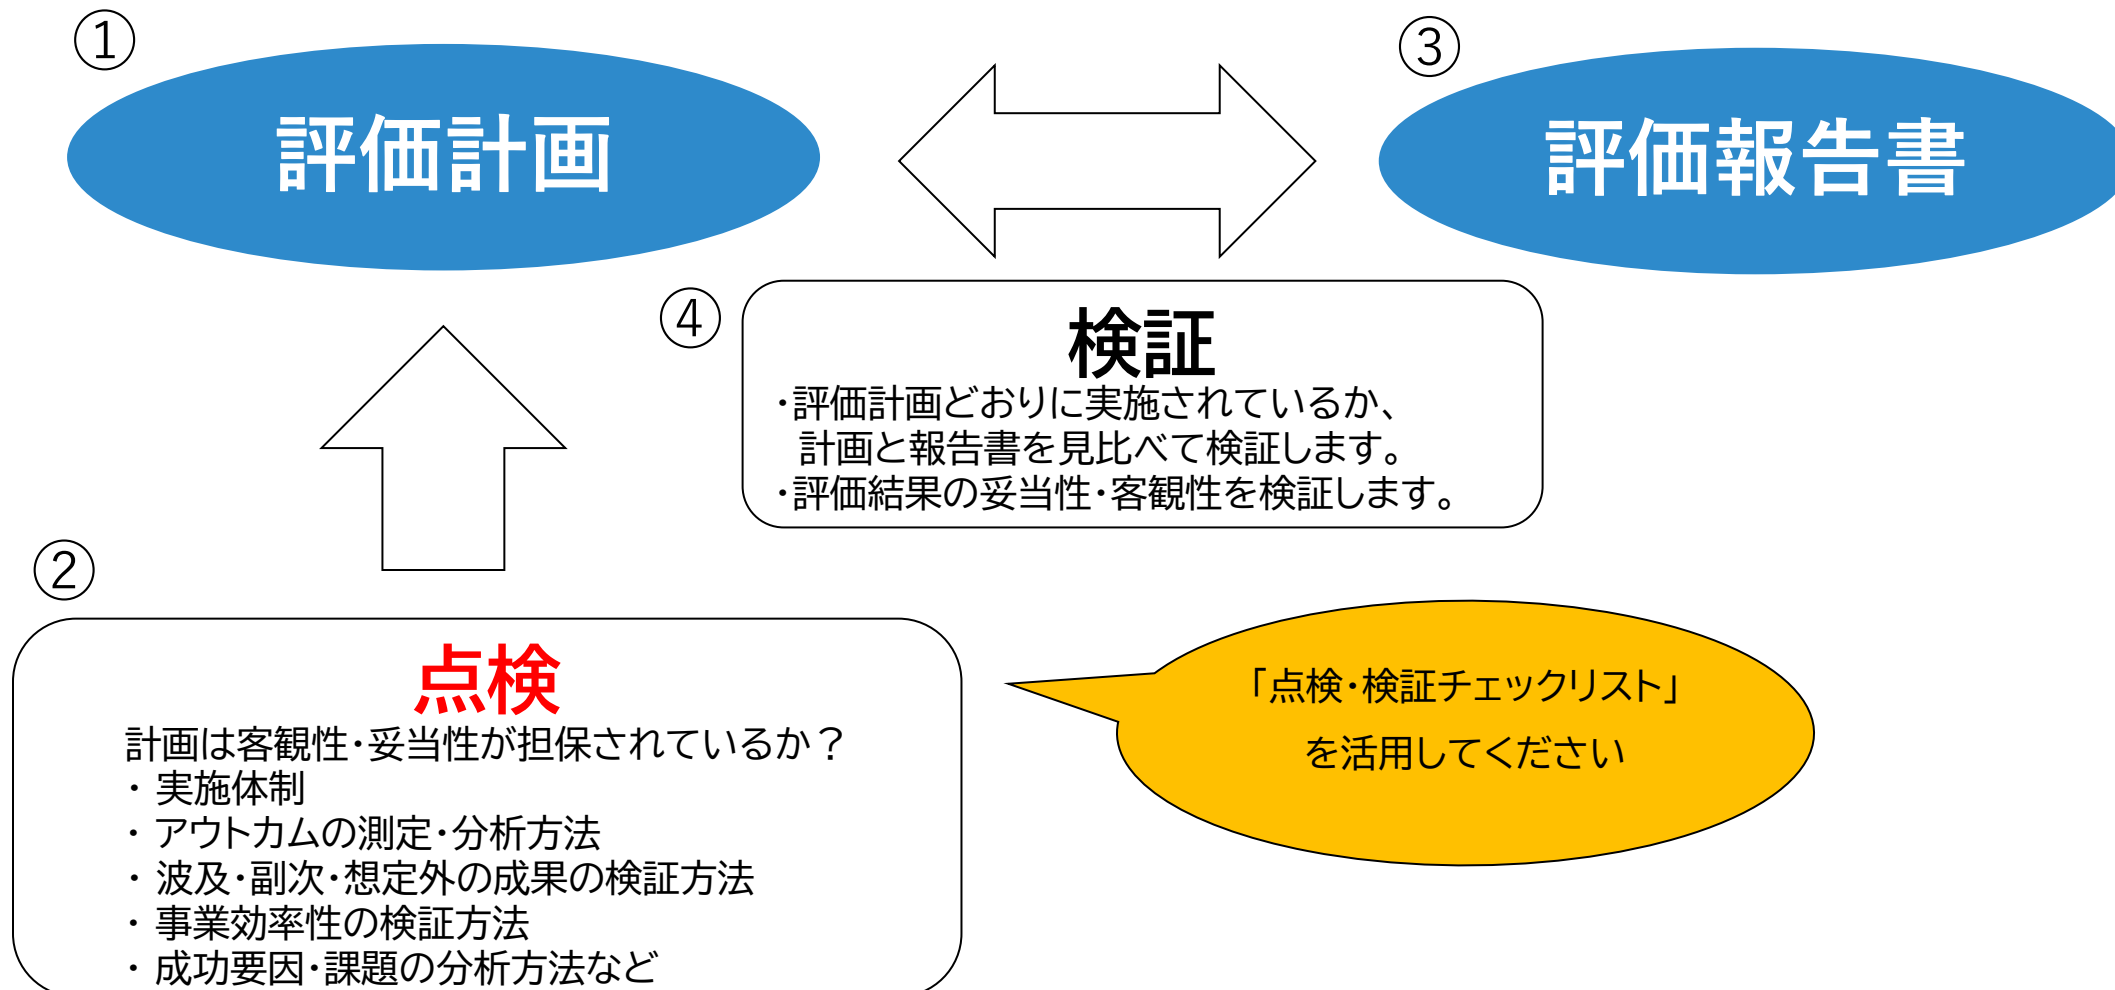 ①
評価計画
③
評価報告書
④
検証
・評価計画どおりに実施されているか、
計画と報告書を見比べて検証します。
・評価結果の妥当性・客観性を検証します。
②
点検
計画は客観性・妥当性が担保されているか？
・ 実施体制
・ アウトカムの測定・分析方法
・ 波及・副次・想定外の成果の検証方法
・ 事業効率性の検証方法
・ 成功要因・課題の分析方法など
「点検・検証チェックリスト」
を活用してください